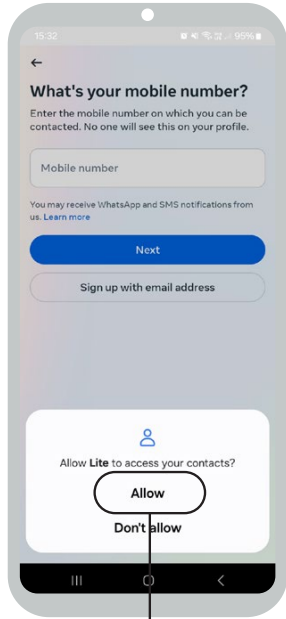 15:32
95%
What's your mobile number?
Enter the mobile number on which you can be
contacted. No one will see this on your profile.
Mobile number
You may receive WhatsApp and SMS notifications from
us. Learn more
Next
Sign up with email address
Allow Lite to access your contacts?
Allow
Don't allow